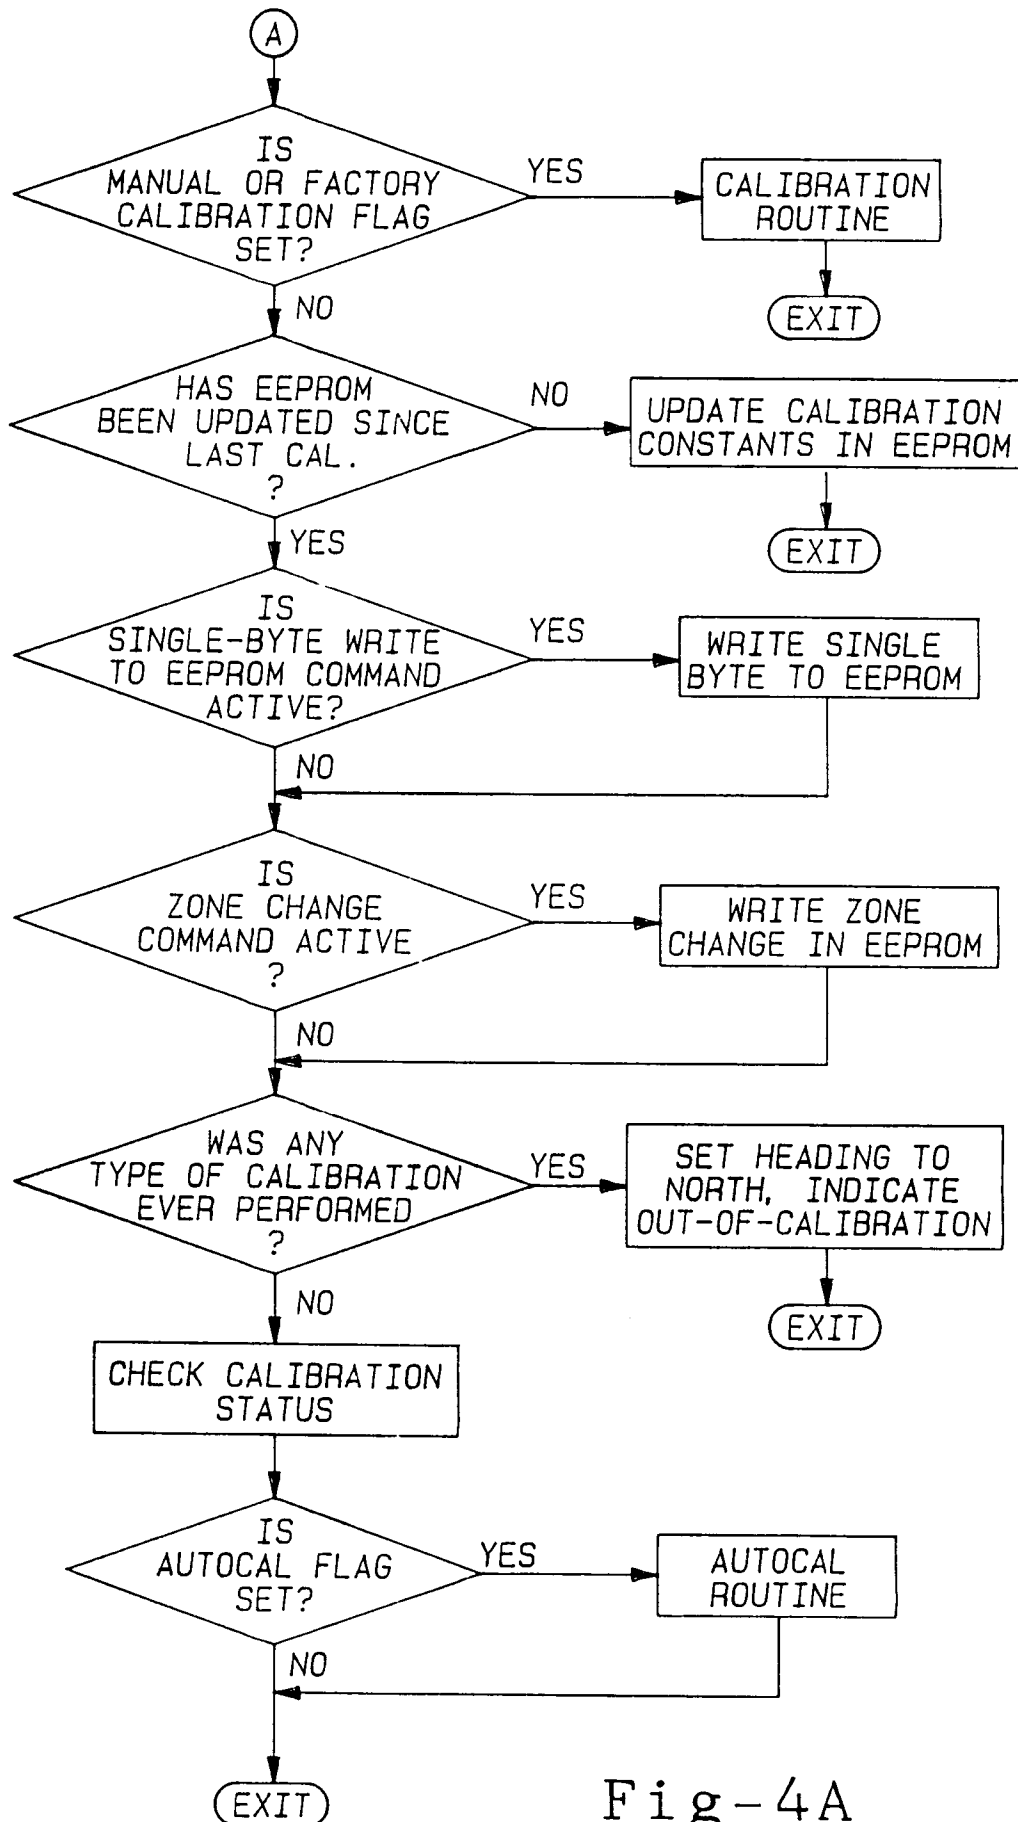 A
IS
MANUAL OR FACTORY
CALIBRATION FLAG
SET?
YES
CALIBRATION
ROUTINE
EXIT
NO
HAS EEPROM
BEEN UPDATED SINCE
LAST CAL.
?
NO
UPDATE CALIBRATION
CONSTANTS IN EEPROM
EXIT
YES
IS
SINGLE-BYTE WRITE
TO EEPROM COMMAND
ACTIVE?
YES
WRITE SINGLE
BYTE TO EEPROM
NO
IS
ZONE CHANGE
COMMAND ACTIVE
?
YES
WRITE ZONE
CHANGE IN EEPROM
NO
WAS ANY
TYPE OF CALIBRATION
EVER PERFORMED
?
YES
SET HEADING TO
NORTH, INDICATE
OUT-OF-CALIBRATION
EXIT
NO
CHECK CALIBRATION
STATUS
IS
AUTOCAL FLAG
SET?
YES
AUTOCAL
ROUTINE
NO
EXIT
Fig-4A